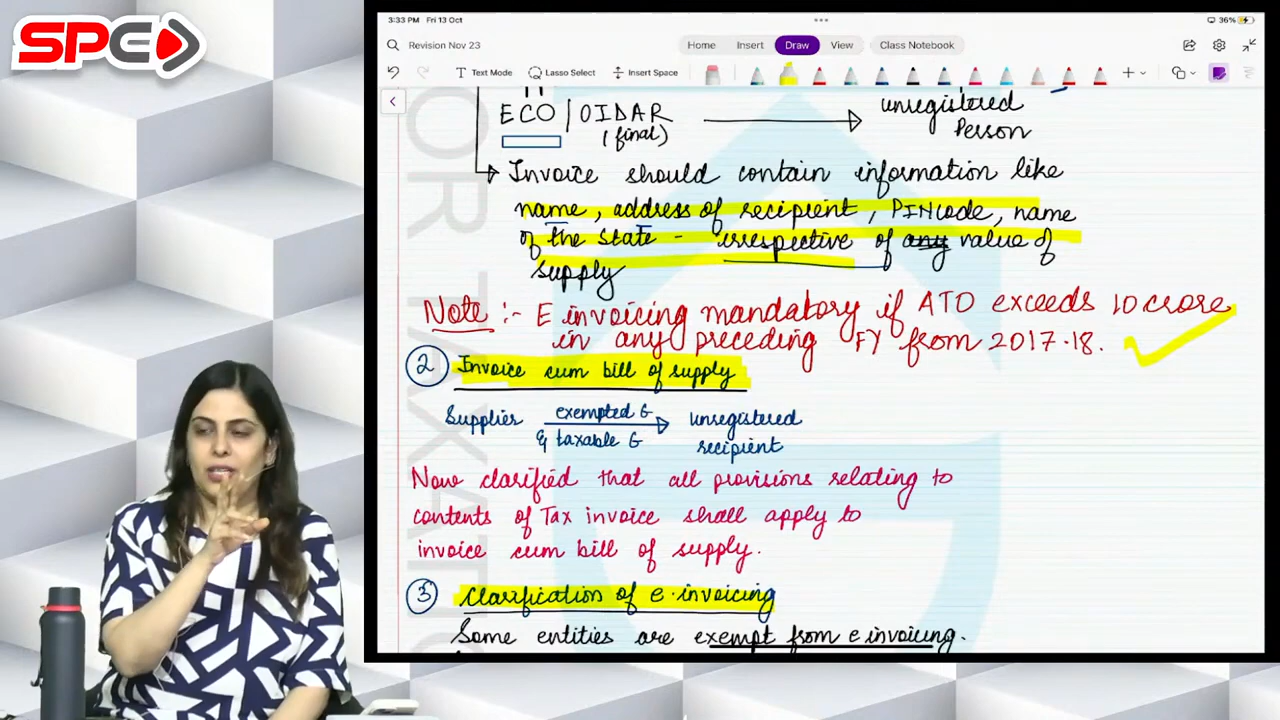 SPED
3:33 PM Fri 13 Oct
36%
Revision Nov 23
Home Insert Draw View Class Notebook
Text Mode Lasso Select Insert Space
ECO / OIDAR unregistered
(final) Person
Invoice should contain information like
name, address of recipient, PINcode, name
of the state - irrespective of any value of
supply
Note :- E invoicing mandatory if ATO exceeds 10 crore
in any preceding FY from 2017-18.
2 Invoice cum bill of supply
Supplier exempted G unregistered
& taxable G recipient
Now clarified that all provisions relating to
contents of Tax invoice shall apply to
invoice cum bill of supply.
3 Clarification of e-invoicing
Some entities are exempt from e invoicing.
FOR TAXATIO